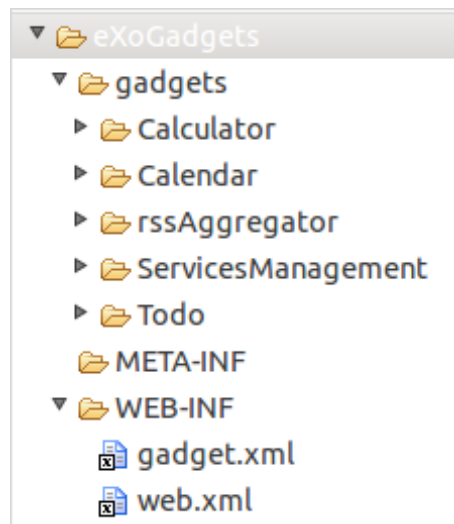 eXoGadgets
gadgets
Calculator
Calendar
rssAggregator
ServicesManagement
Todo
META-INF
WEB-INF
gadget.xml
web.xml